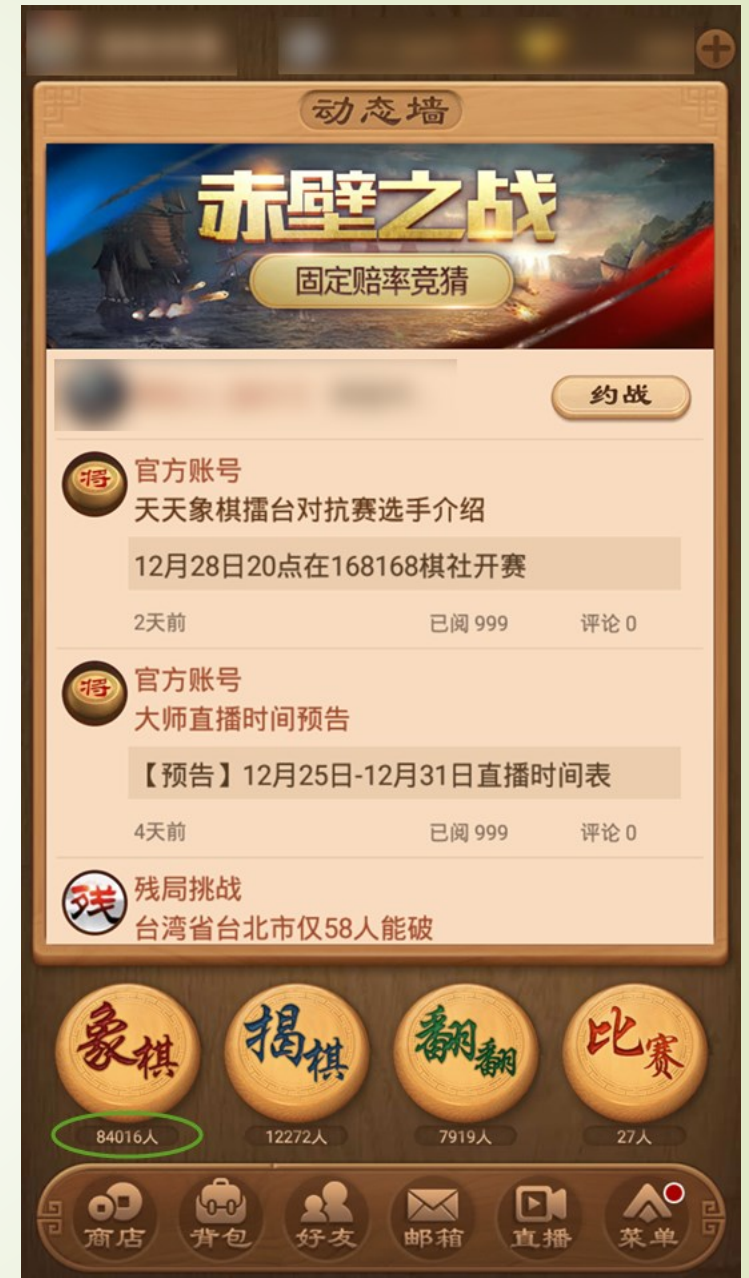 动态墙
赤壁之战
固定赔率竞猜
约战
将
官方账号
天天象棋擂台对抗赛选手介绍
12月28日20点在168168棋社开赛
2天前 已阅 999 评论 0
将
官方账号
大师直播时间预告
【预告】12月25日-12月31日直播时间表
4天前 已阅 999 评论 0
残
残局挑战
台湾省台北市仅58人能破
象棋 揭棋 翻翻 比赛
84016人 12272人 7919人 27人
商店 背包 好友 邮箱 直播 菜单